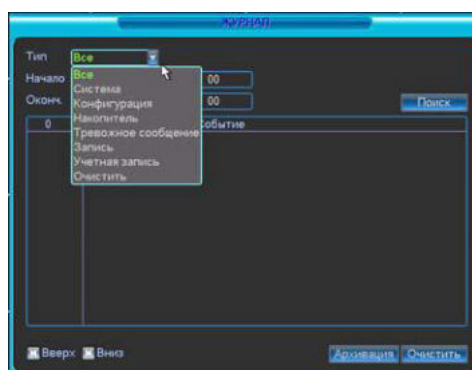 ЖУРНАЛ
Тип Все
Начало 00
Оконч. 00
Поиск
0 Событие
Все
Система
Конфигурация
Накопитель
Тревожное сообщение
Запись
Учетная запись
Очистить
Вверх Вниз
Архивация Очистить